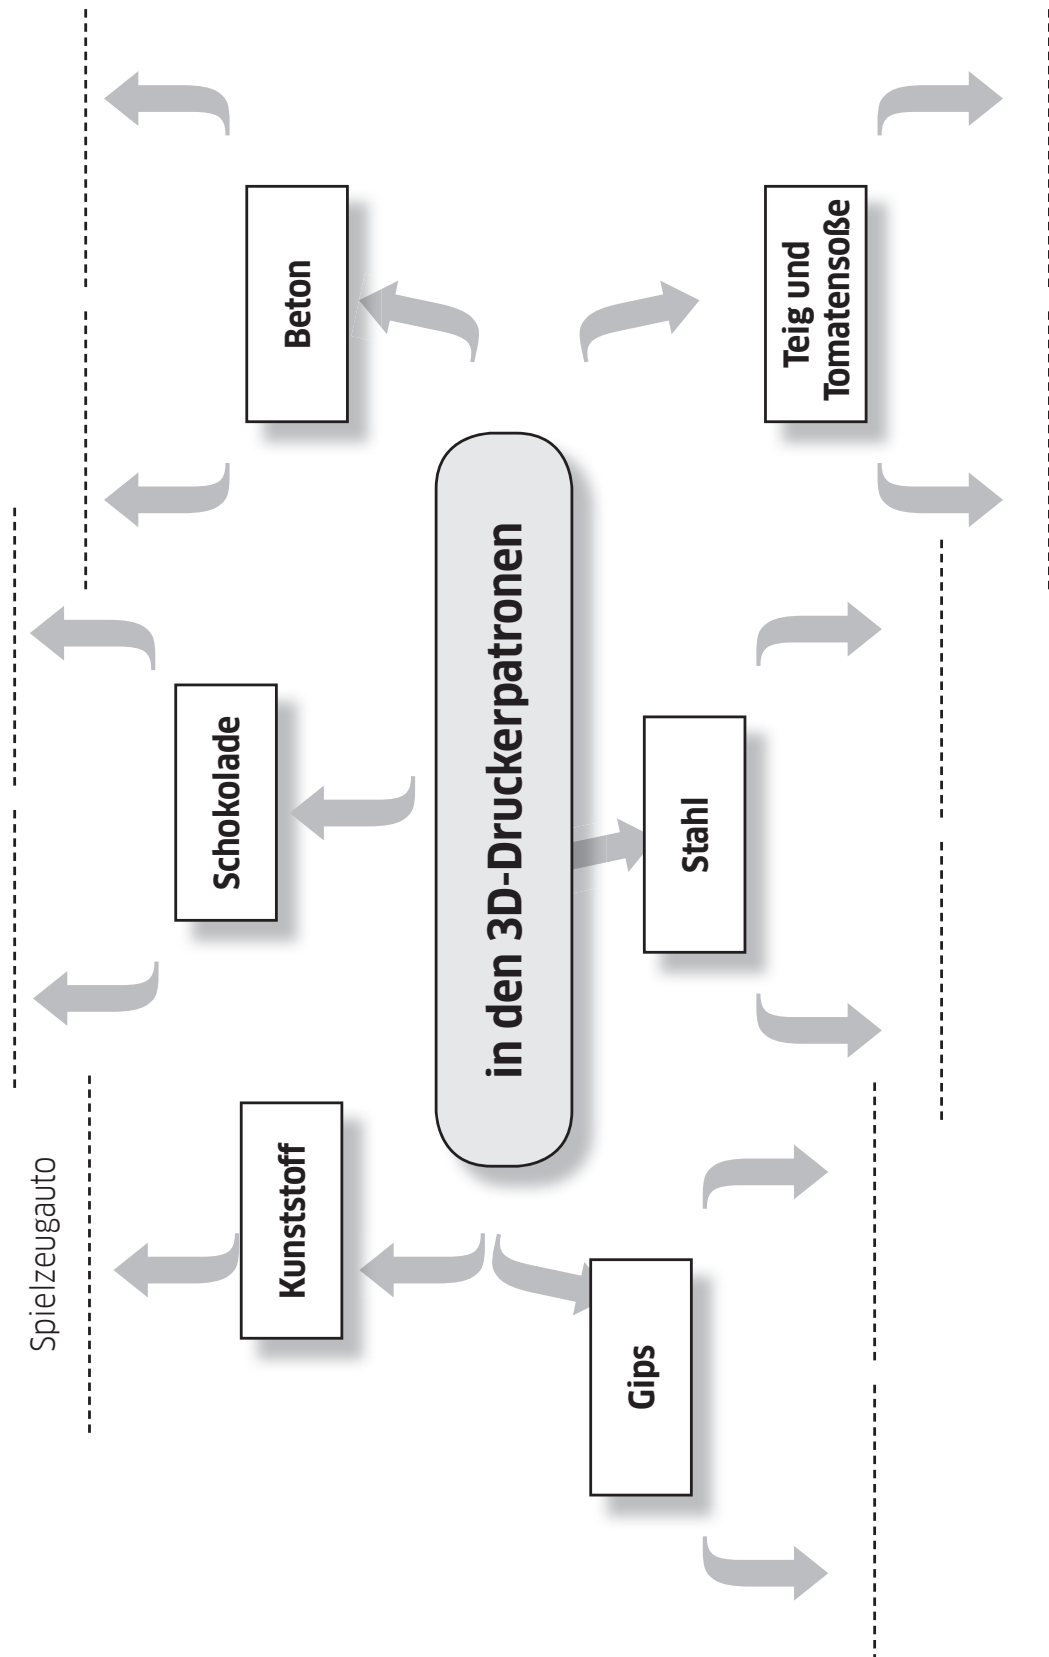 Spielzeugauto
Kunststoff
Schokolade
Beton
in den 3D-Druckerpatronen
Gips
Stahl
Teig und
Tomatensoße